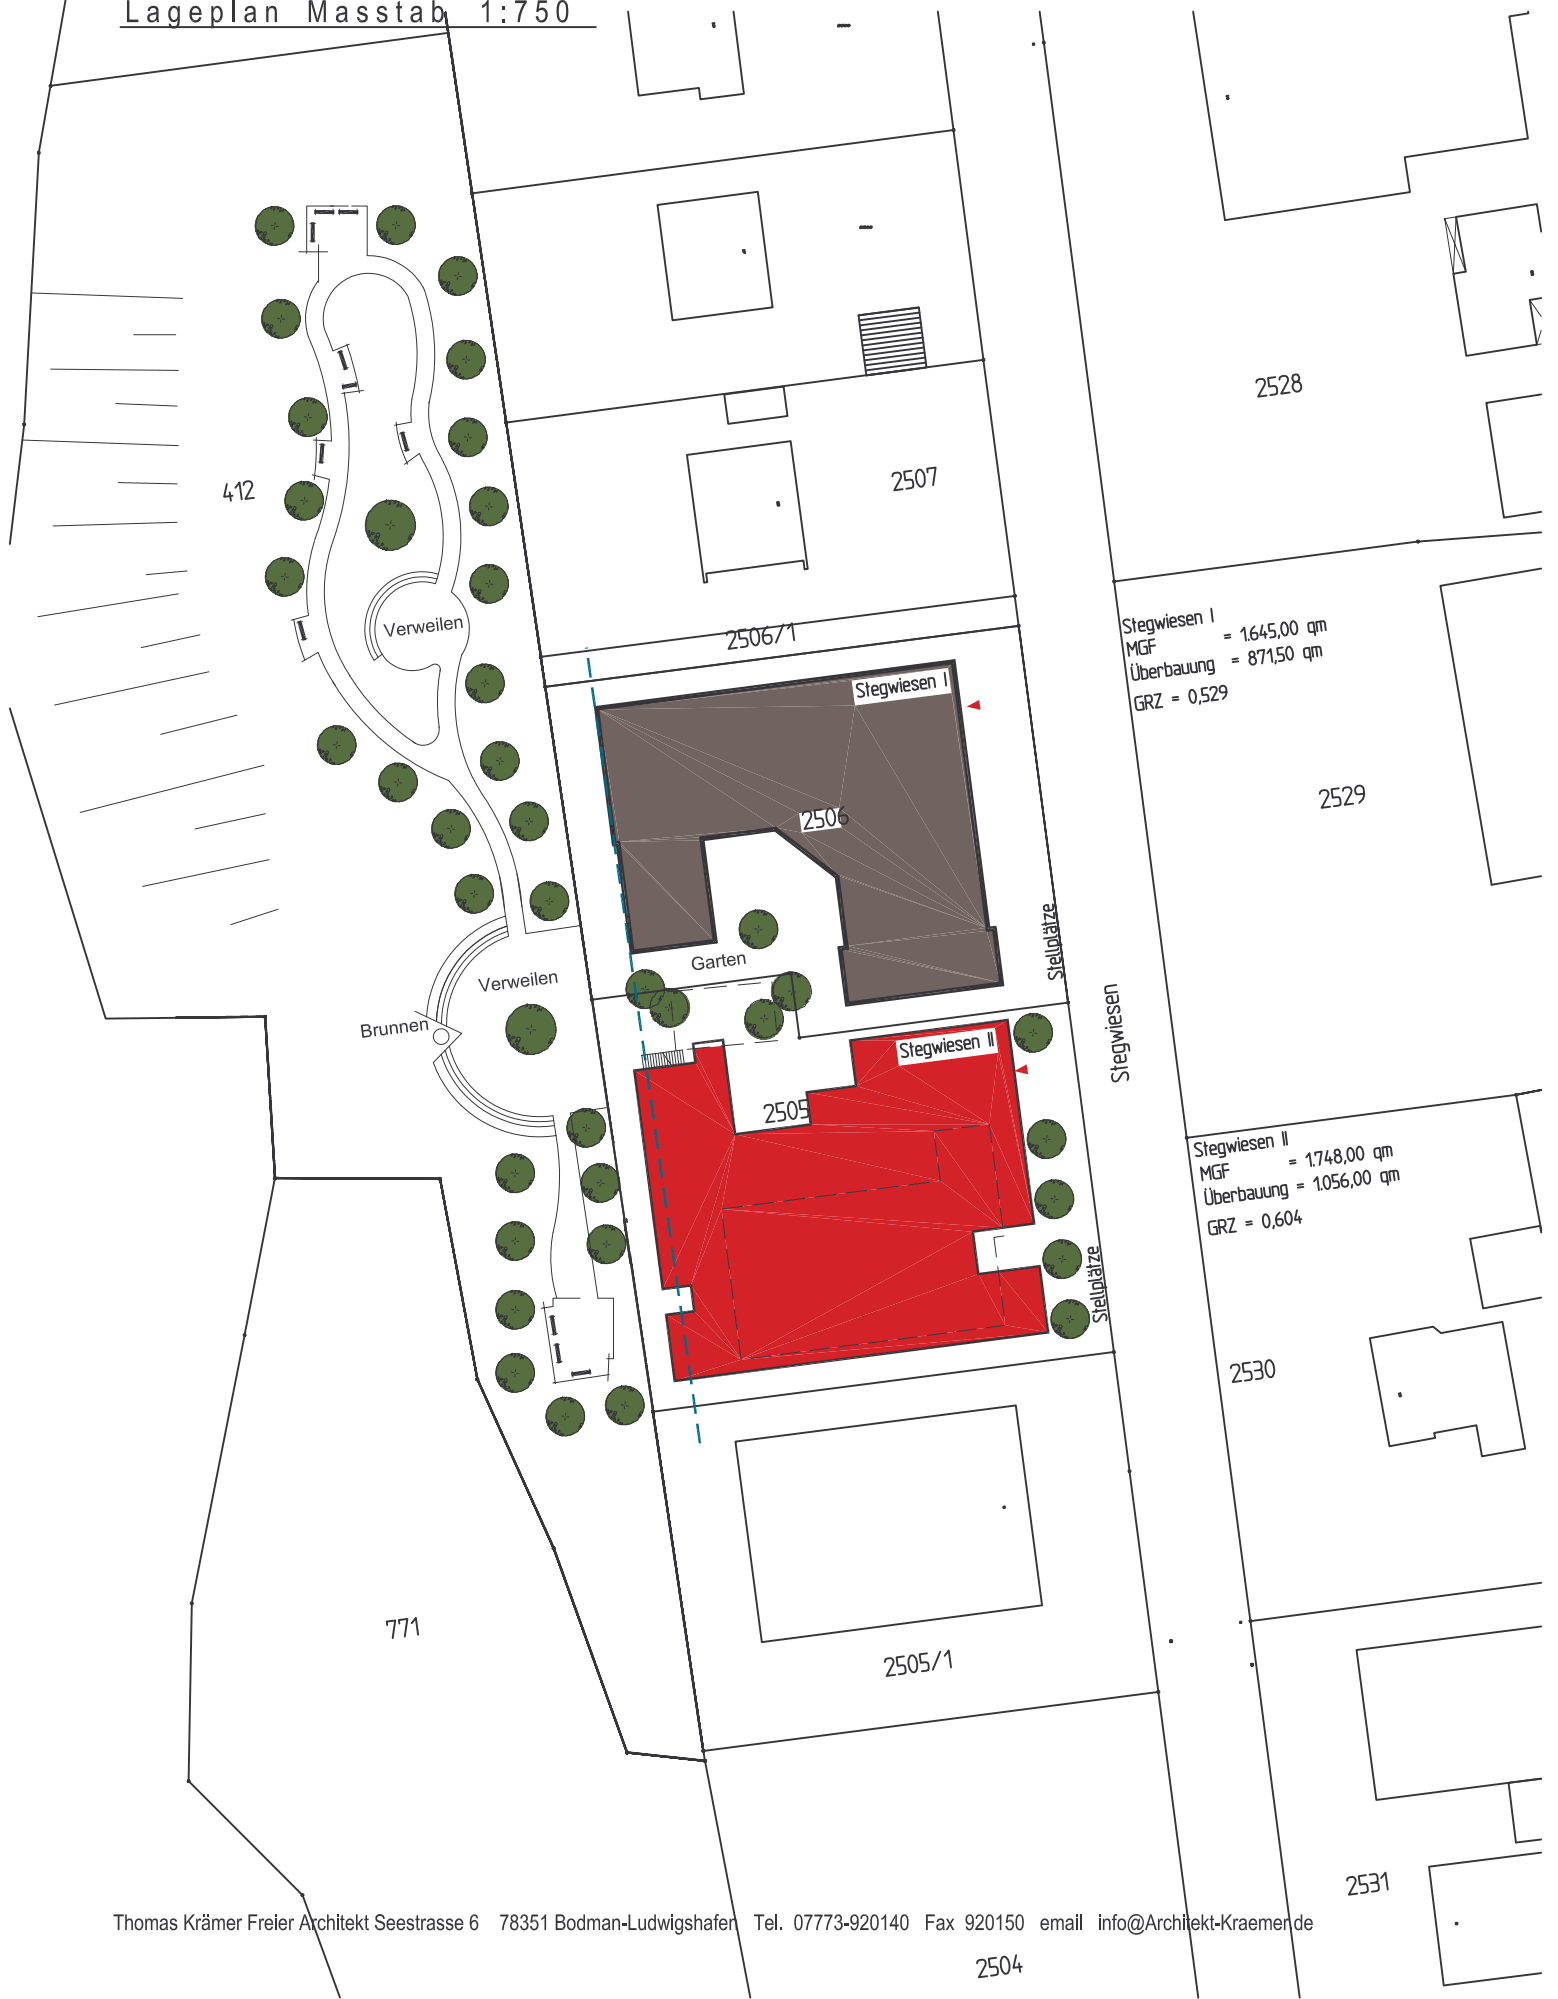 Lageplan Masstab 1:750
2528
412
2507
Verweilen
2506/1
Stegwiesen I
MGF = 1.645,00 qm
Überbauung = 871,50 qm
GRZ = 0,529
Stegwiesen I
2529
2506
Stellplätze
Garten
Verweilen
Brunnen
Stegwiesen
Stegwiesen II
2505
Stegwiesen II
MGF = 1.748,00 qm
Überbauung = 1.056,00 qm
GRZ = 0,604
Stellplätze
2530
771
2505/1
2531
Thomas Krämer Freier Architekt Seestrasse 6 78351 Bodman-Ludwigshafen Tel. 07773-920140 Fax 920150 email info@Architekt-Kraemer.de
2504